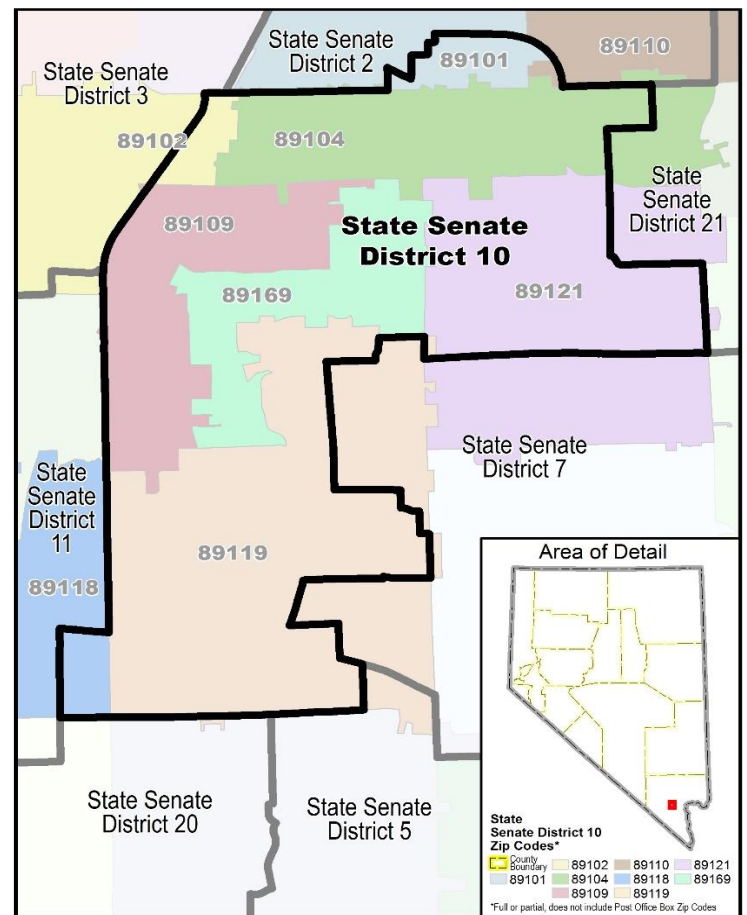 State Senate
District 2
89101
89110
State Senate
District 3
89102
89104
State
Senate
District 21
89109
State Senate
District 10
89169
89121
State Senate
District 7
State
Senate
District
11
89119
89118
State Senate
District 20
State Senate
District 5
Area of Detail
State
Senate District 10
Zip Codes*
County
Boundary
89102
89110
89121
89101
89104
89118
89169
89109
89119
*Full or partial, does not include Post Office Box Zip Codes